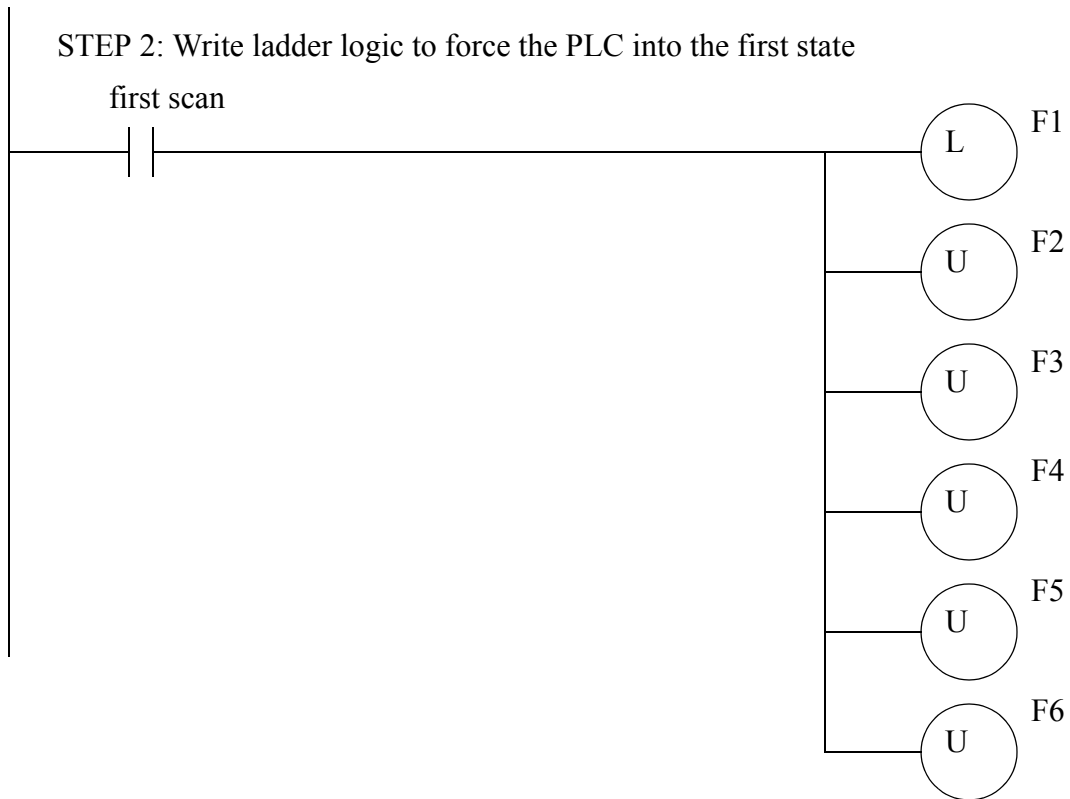 STEP 2: Write ladder logic to force the PLC into the first state
first scan
L F1
U F2
U F3
U F4
U F5
U F6